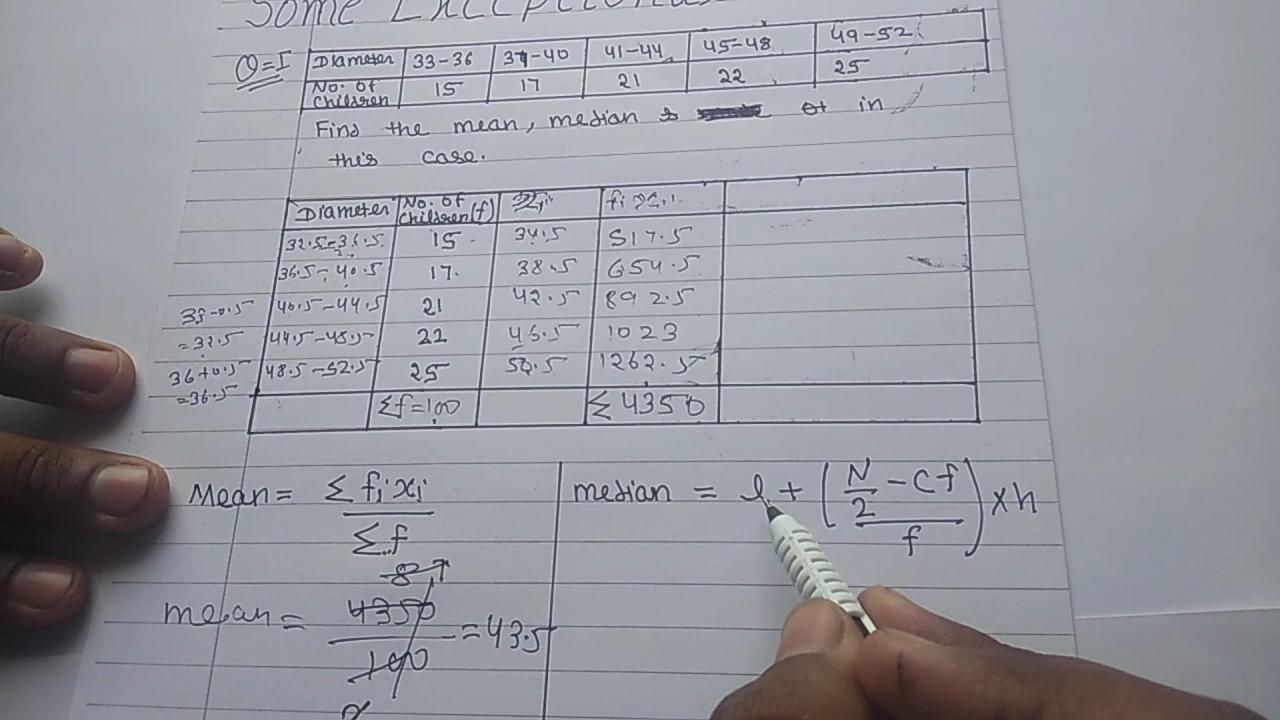 Some Exceptional
Q=I Diameter 33-36 37-40 41-44 45-48 49-52
No. of children 15 17 21 22 25
Find the mean, median in
this case.
Diameter No. of children(f) xi fixi
32.5-36.5 15 34.5 517.5
36.5-40.5 17 38.5 654.5
33-0.5 40.5-44.5 21 42.5 892.5
=32.5 44.5-48.5 22 46.5 1023
36+0.5 48.5-52.5 25 50.5 1262.5
=36.5
Σf=100 Σ4350
Mean = Σfixi / Σf
median = l + (N/2 - Cf / f) × h
87
mean = 4350 / 100 = 43.5
2